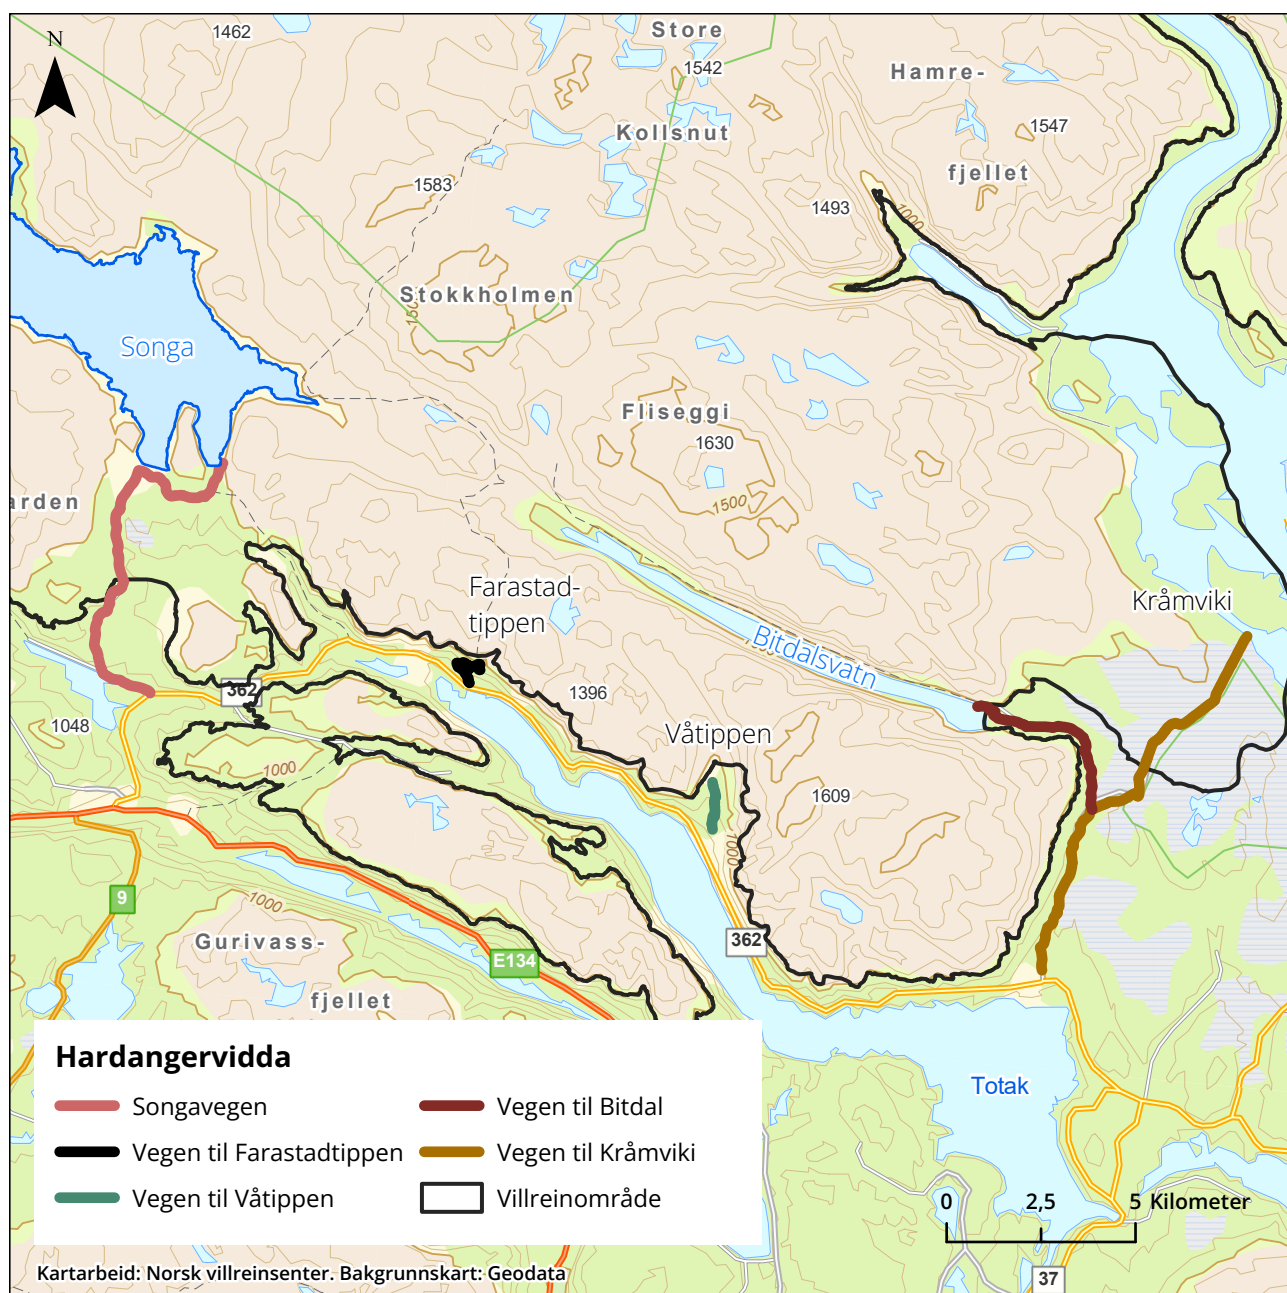 N
1462
Store
1542
Kollsnut
Hamre-
1547
fjellet
1583
1493
1000
Stokkholmen
Songa
Fliseggi
1630
1500
arden
Farastad-
tippen
Kråmviki
Bitdalsvatn
1396
362
1048
Våtippen
1000
1609
1000
9
1000
Gurivass-
fjellet
E134
362
Totak
Hardangervidda
Songavegen
Vegen til Farastadtippen
Vegen til Våtippen
Vegen til Bitdal
Vegen til Kråmviki
Villreinområde
0 2,5 5 Kilometer
37
Kartarbeid: Norsk villreinsenter. Bakgrunnskart: Geodata